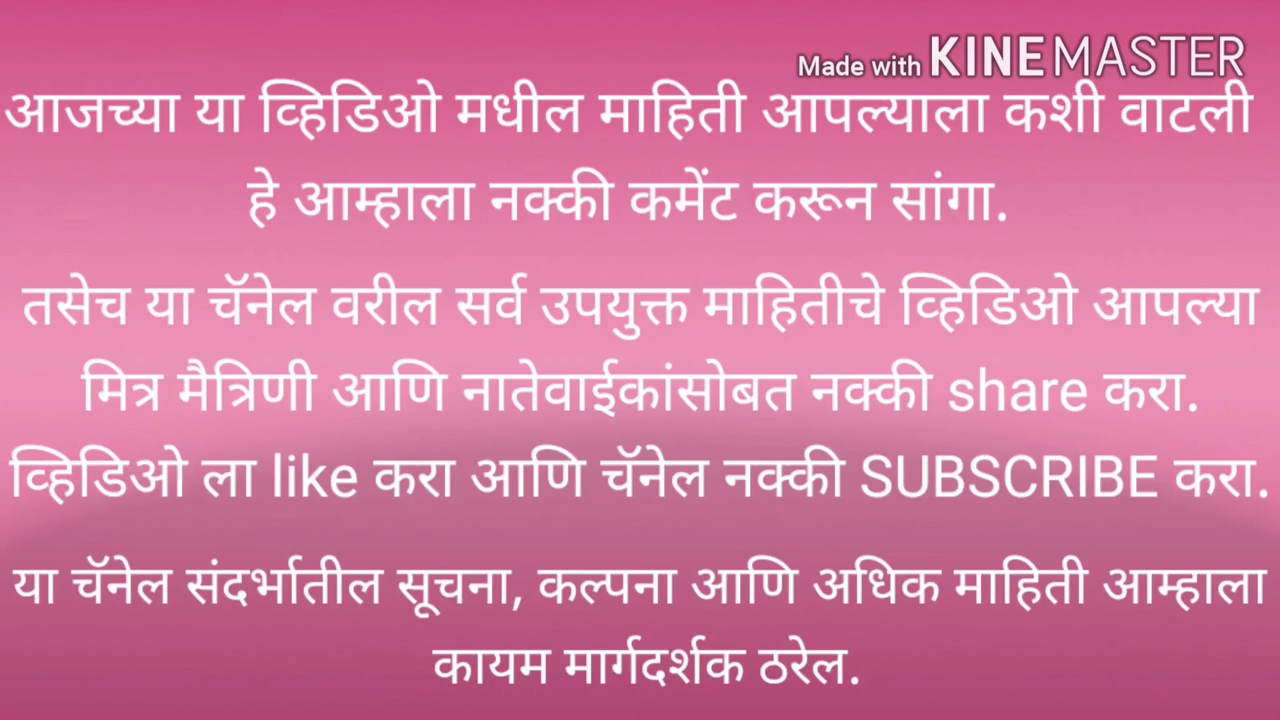 Made with KINEMASTER
आजच्या या व्हिडिओ मधील माहिती आपल्याला कशी वाटली
हे आम्हाला नक्की कमेंट करून सांगा.
तसेच या चॅनेल वरील सर्व उपयुक्त माहितीचे व्हिडिओ आपल्या
मित्र मैत्रिणी आणि नातेवाईकांसोबत नक्की share करा.
व्हिडिओ ला like करा आणि चॅनेल नक्की SUBSCRIBE करा.
या चॅनेल संदर्भातील सूचना, कल्पना आणि अधिक माहिती आम्हाला
कायम मार्गदर्शक ठरेल.